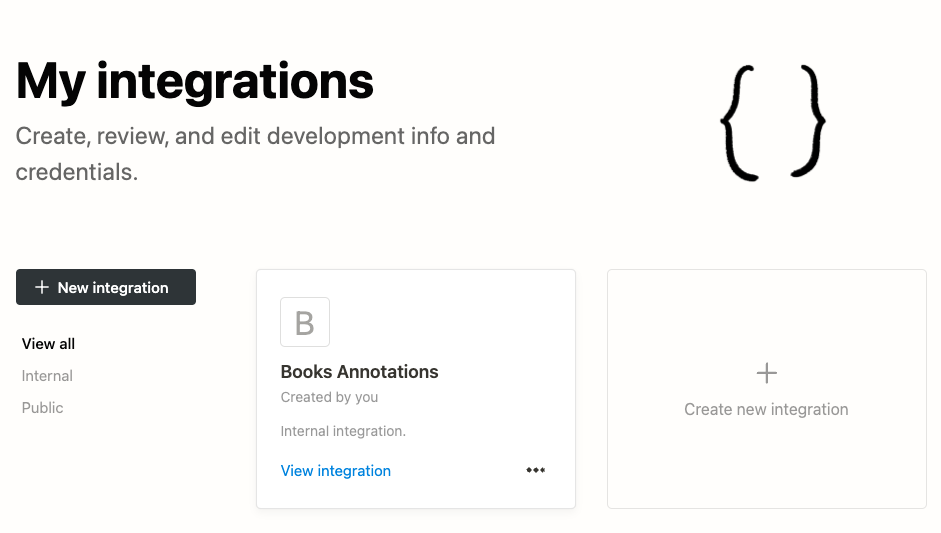 My integrations
Create, review, and edit development info and
credentials.
New integration
View all
Internal
Public
B
Books Annotations
Created by you
Internal integration.
View integration
Create new integration